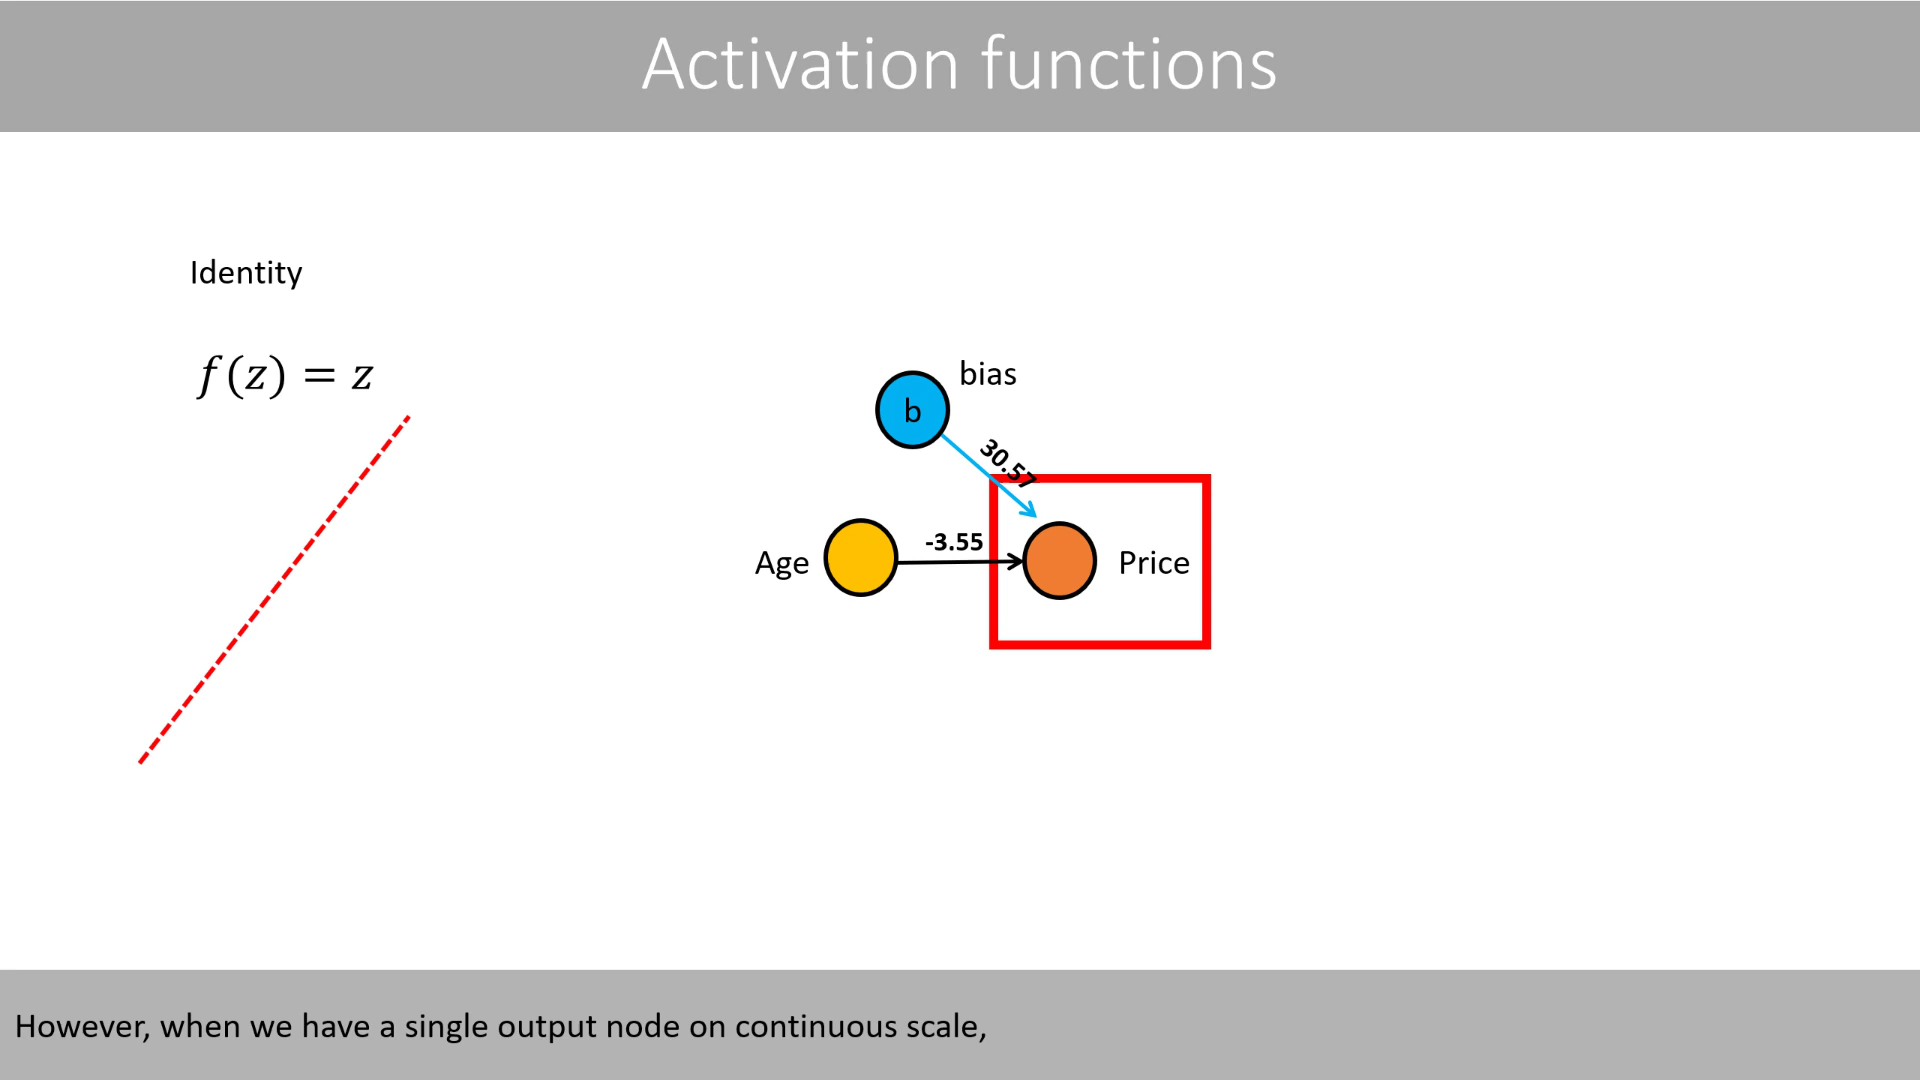 Activation functions
Identity
f(z) = z
bias
b
30.57
-3.55
Age
Price
However, when we have a single output node on continuous scale,